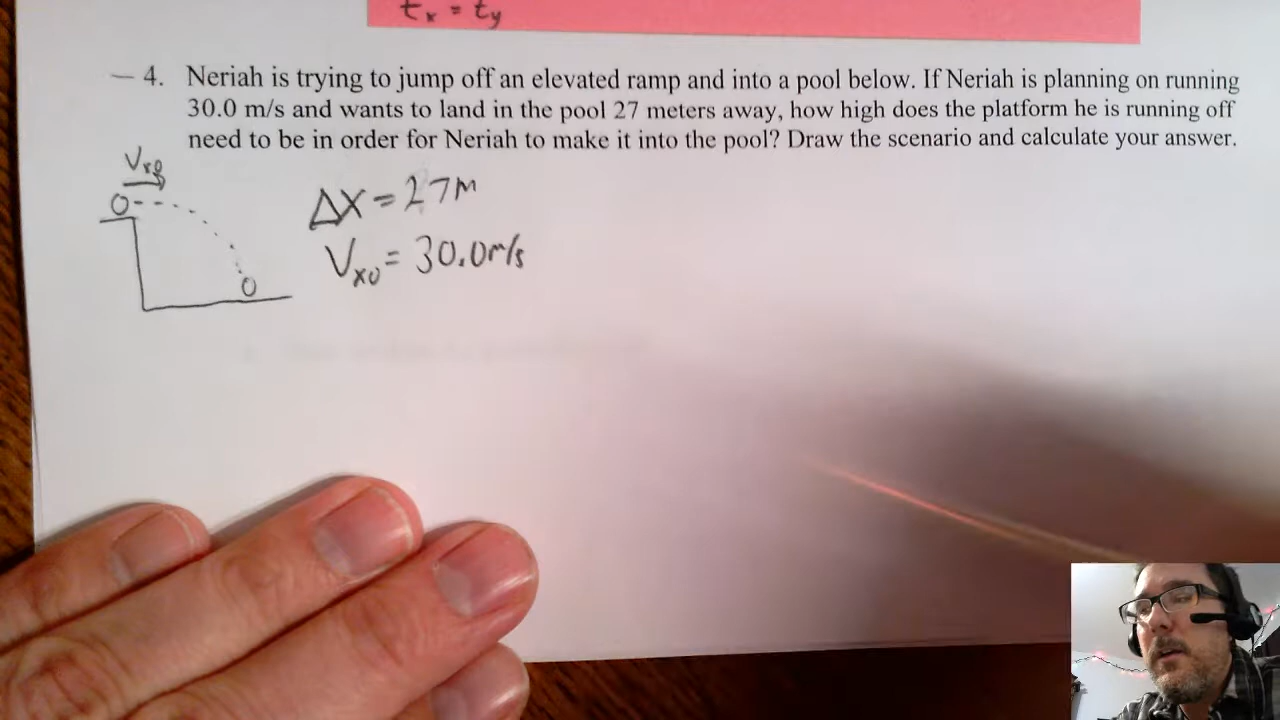 tx = ty
— 4. Neriah is trying to jump off an elevated ramp and into a pool below. If Neriah is planning on running
30.0 m/s and wants to land in the pool 27 meters away, how high does the platform he is running off
need to be in order for Neriah to make it into the pool? Draw the scenario and calculate your answer.
Vx0
Δx = 27m
Vx0 = 30.0m/s